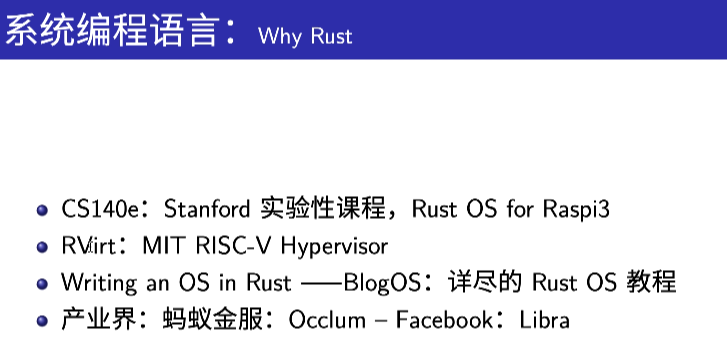 系统编程语言：Why Rust
CS140e：Stanford 实验性课程，Rust OS for Raspi3
RVirt：MIT RISC-V Hypervisor
Writing an OS in Rust ——BlogOS：详尽的 Rust OS 教程
产业界：蚂蚁金服：Occlum – Facebook：Libra